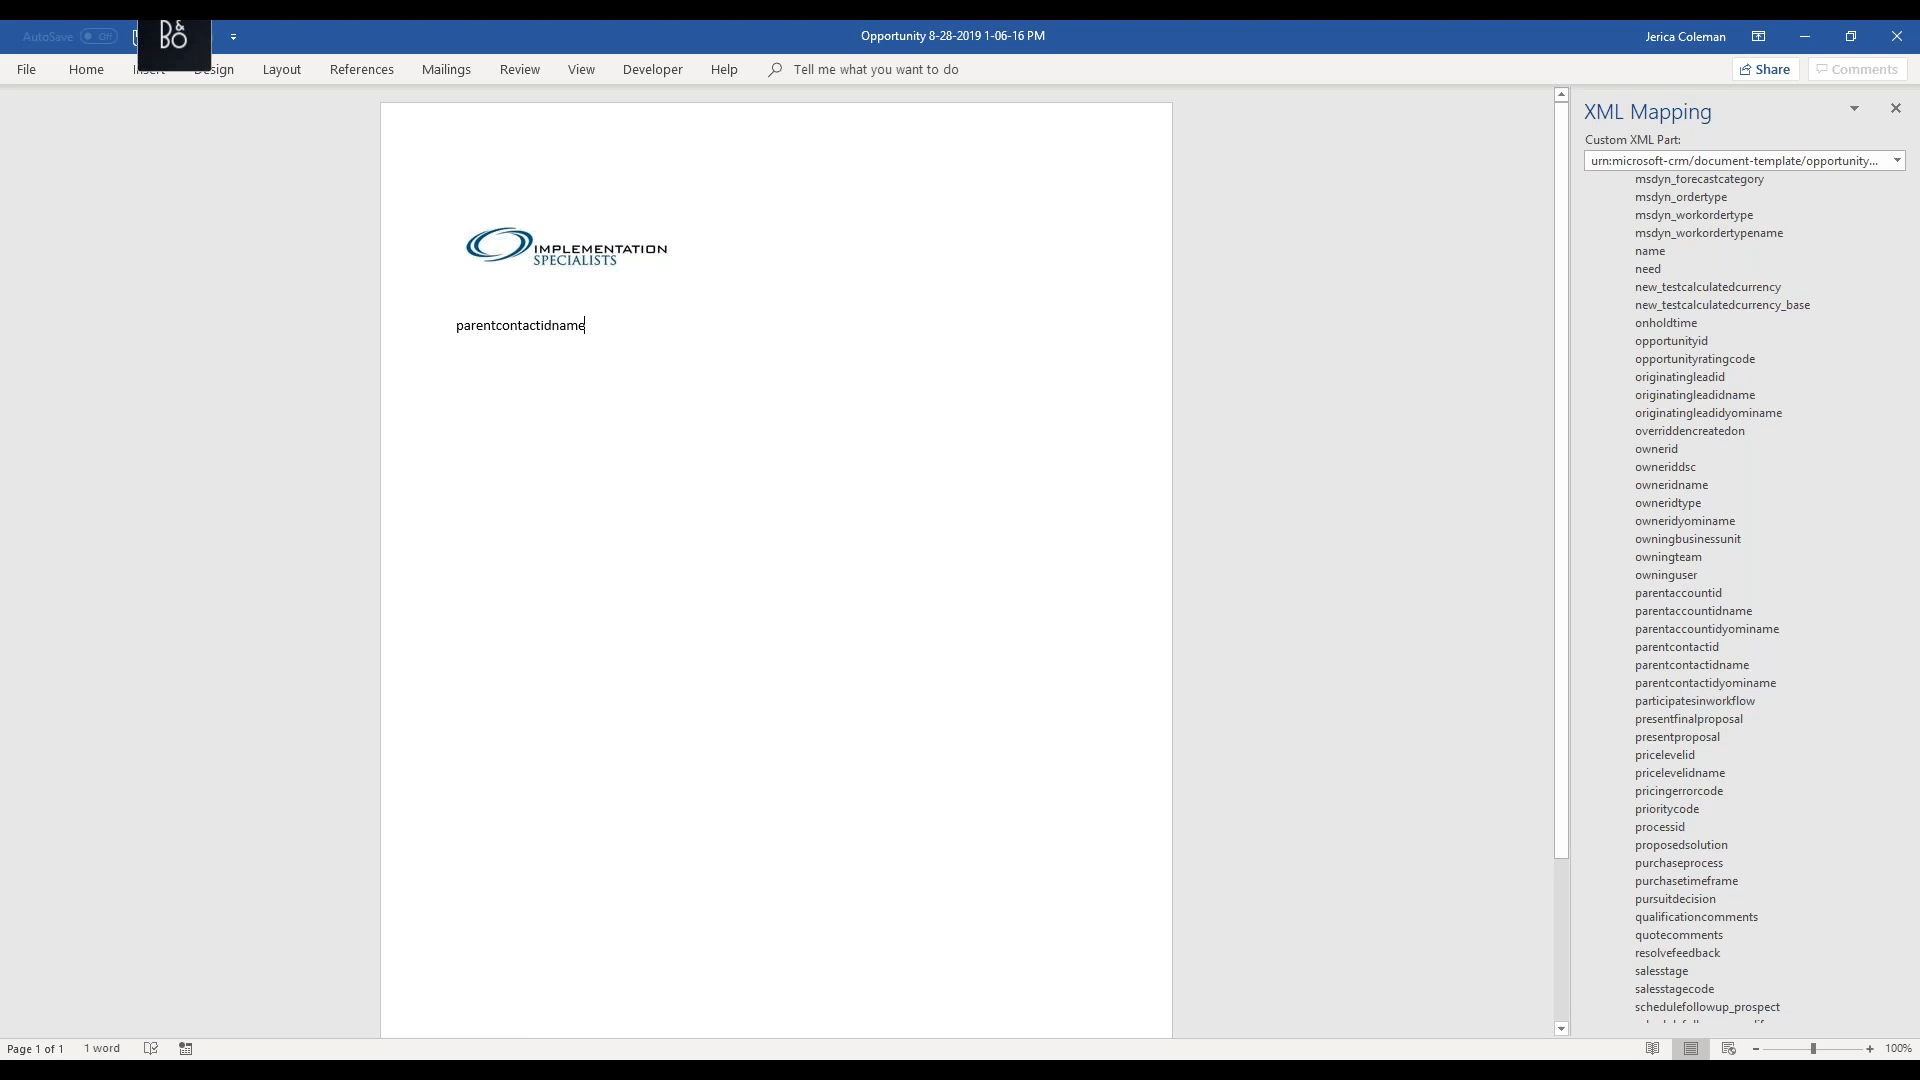 AutoSave Off
B&O
Opportunity 8-28-2019 1-06-16 PM
Jerica Coleman
File Home Insert Design Layout References Mailings Review View Developer Help Tell me what you want to do
Share Comments
IMPLEMENTATION
SPECIALISTS
parentcontactidname
XML Mapping
Custom XML Part:
urn:microsoft-crm/document-template/opportunity...
msdyn_forecastcategory
msdyn_ordertype
msdyn_workordertype
msdyn_workordertypename
name
need
new_testcalculatedcurrency
new_testcalculatedcurrency_base
onholdtime
opportunityid
opportunityratingcode
originatingleadid
originatingleadidname
originatingleadidyominame
overriddencreatedon
ownerid
owneriddsc
owneridname
owneridtype
owneridyominame
owningbusinessunit
owningteam
owninguser
parentaccountid
parentaccountidname
parentaccountidyominame
parentcontactid
parentcontactidname
parentcontactidyominame
participatesinworkflow
presentfinalproposal
presentproposal
pricelevelid
pricelevelidname
pricingerrorcode
prioritycode
processid
proposedsolution
purchaseprocess
purchasetimeframe
pursuitdecision
qualificationcomments
quotecomments
resolvefeedback
salesstage
salesstagecode
schedulefollowup_prospect
Page 1 of 1 1 word
100%